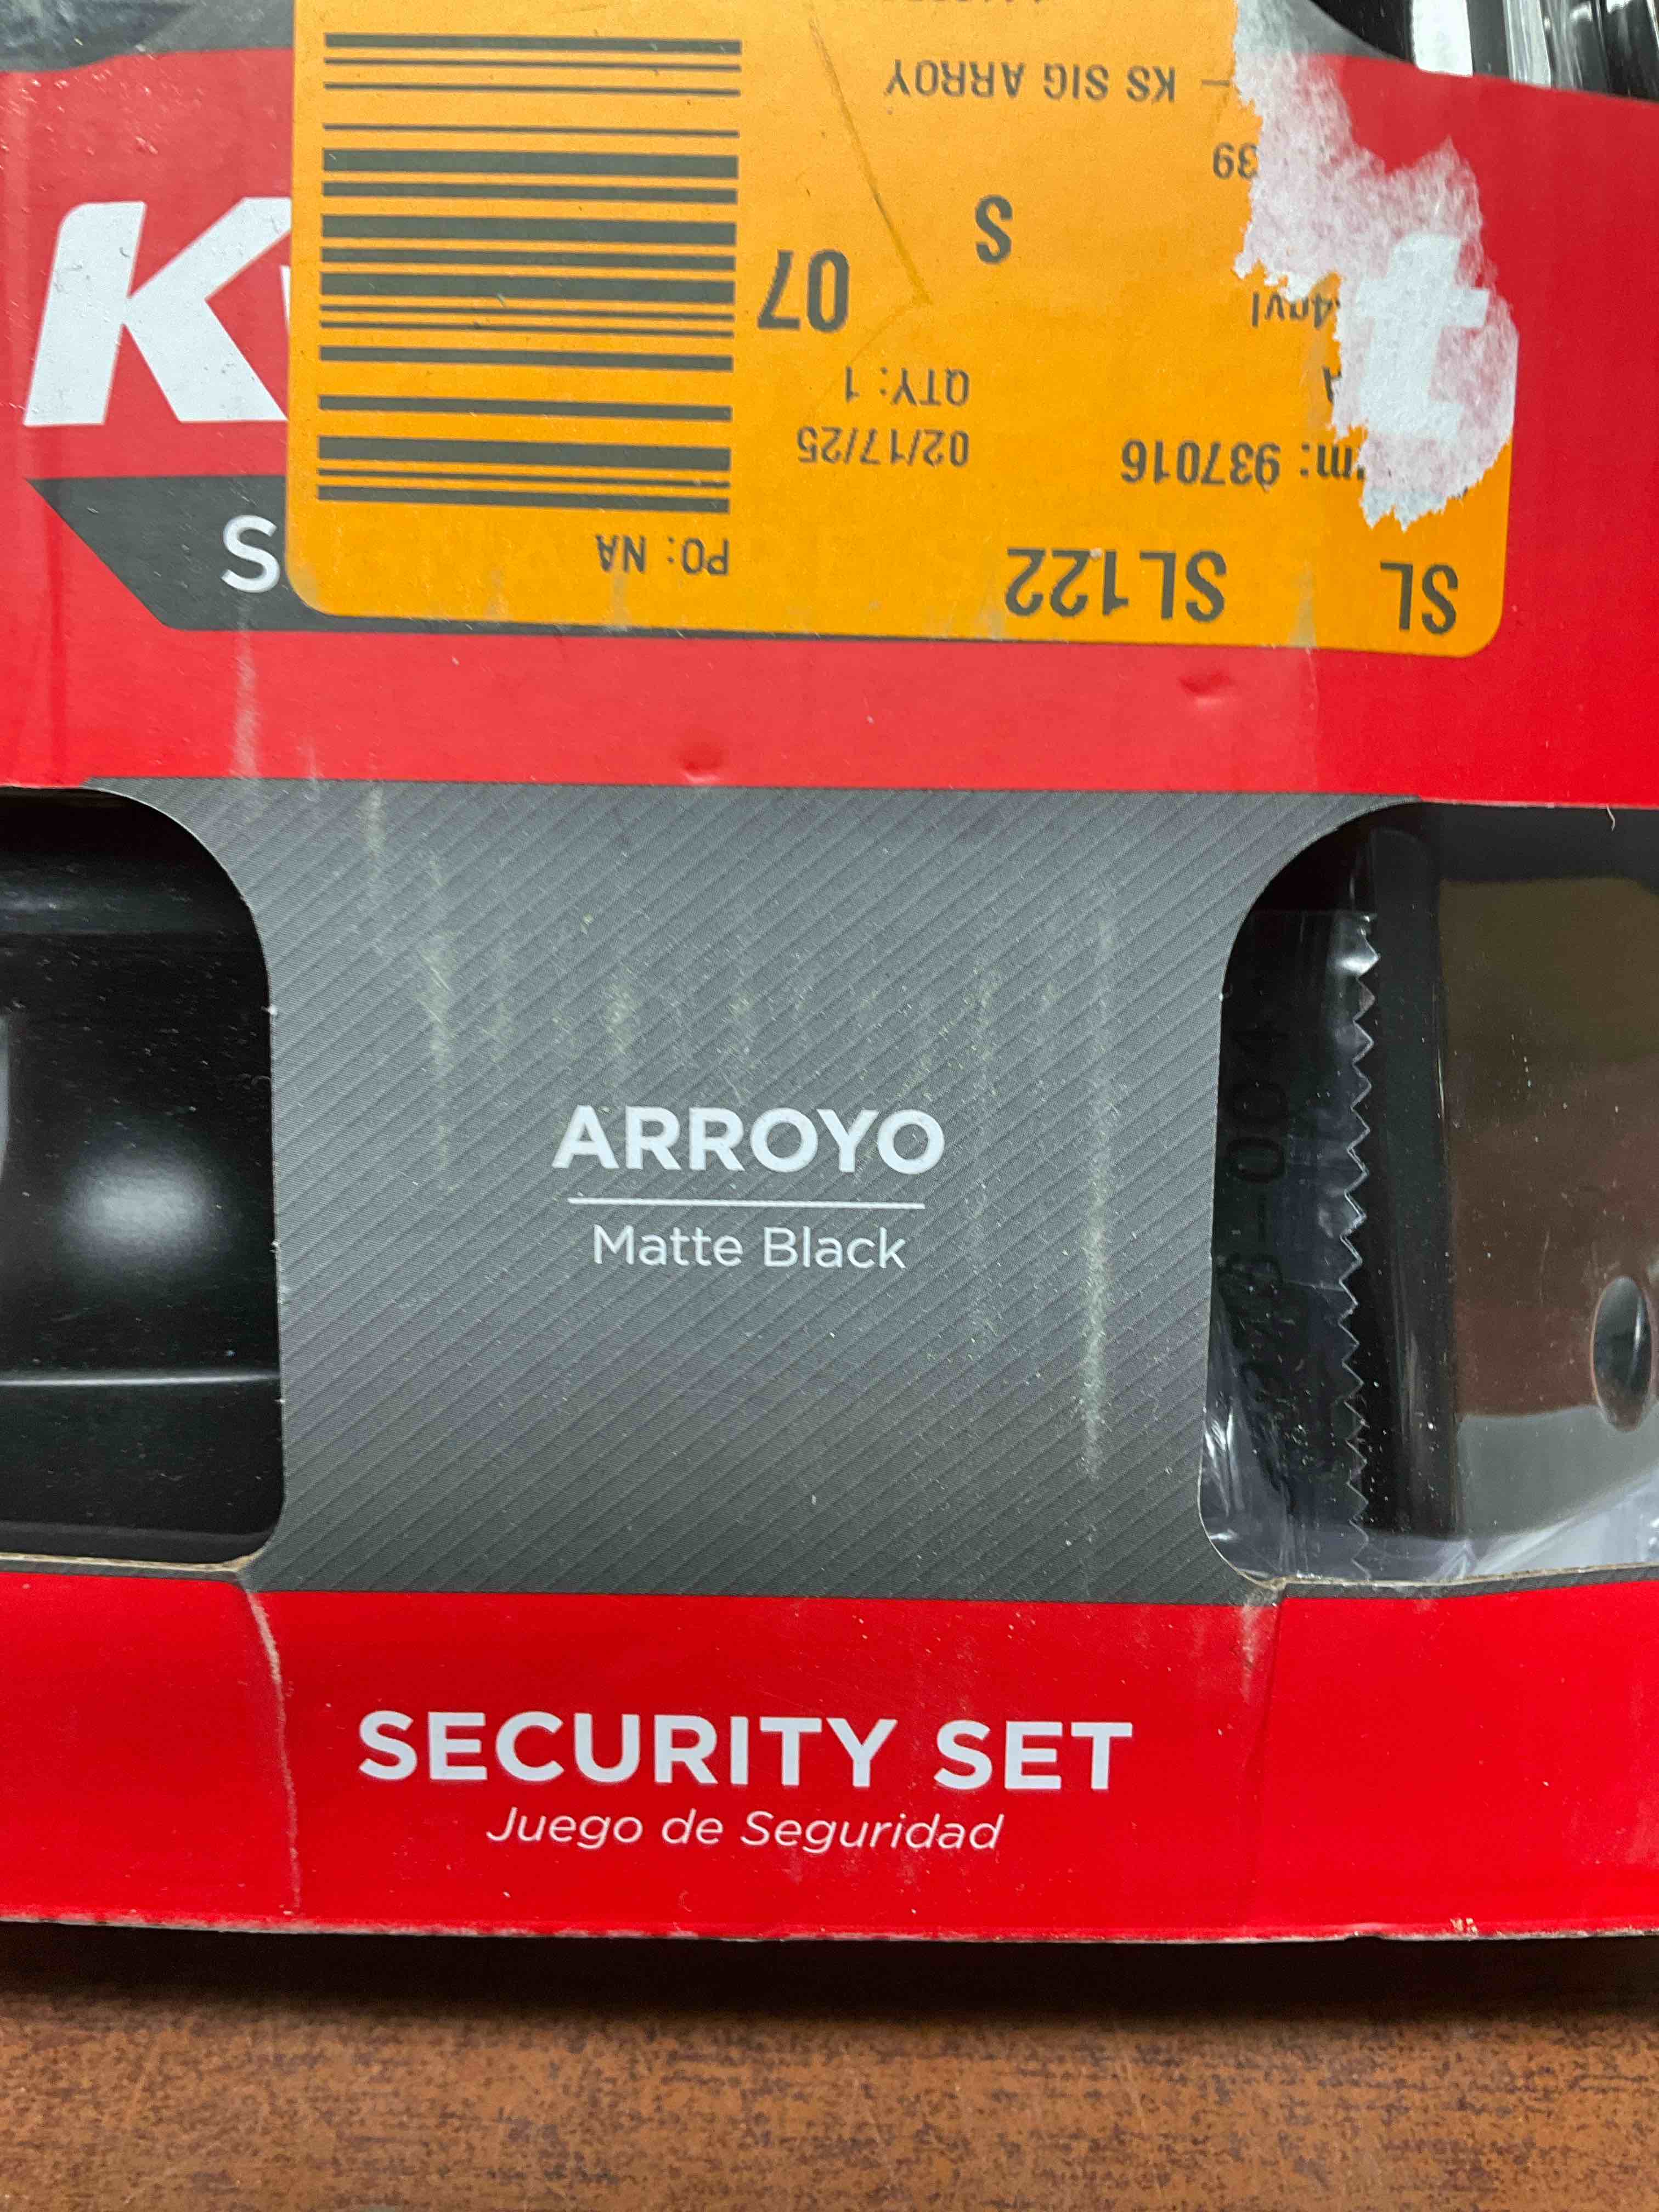 K
S
SL SL122 PO: NA
937016 02/17/25
QTY: 1
07
S
39
KS SIG ARROY
t
ARROYO
Matte Black
SECURITY SET
Juego de Seguridad